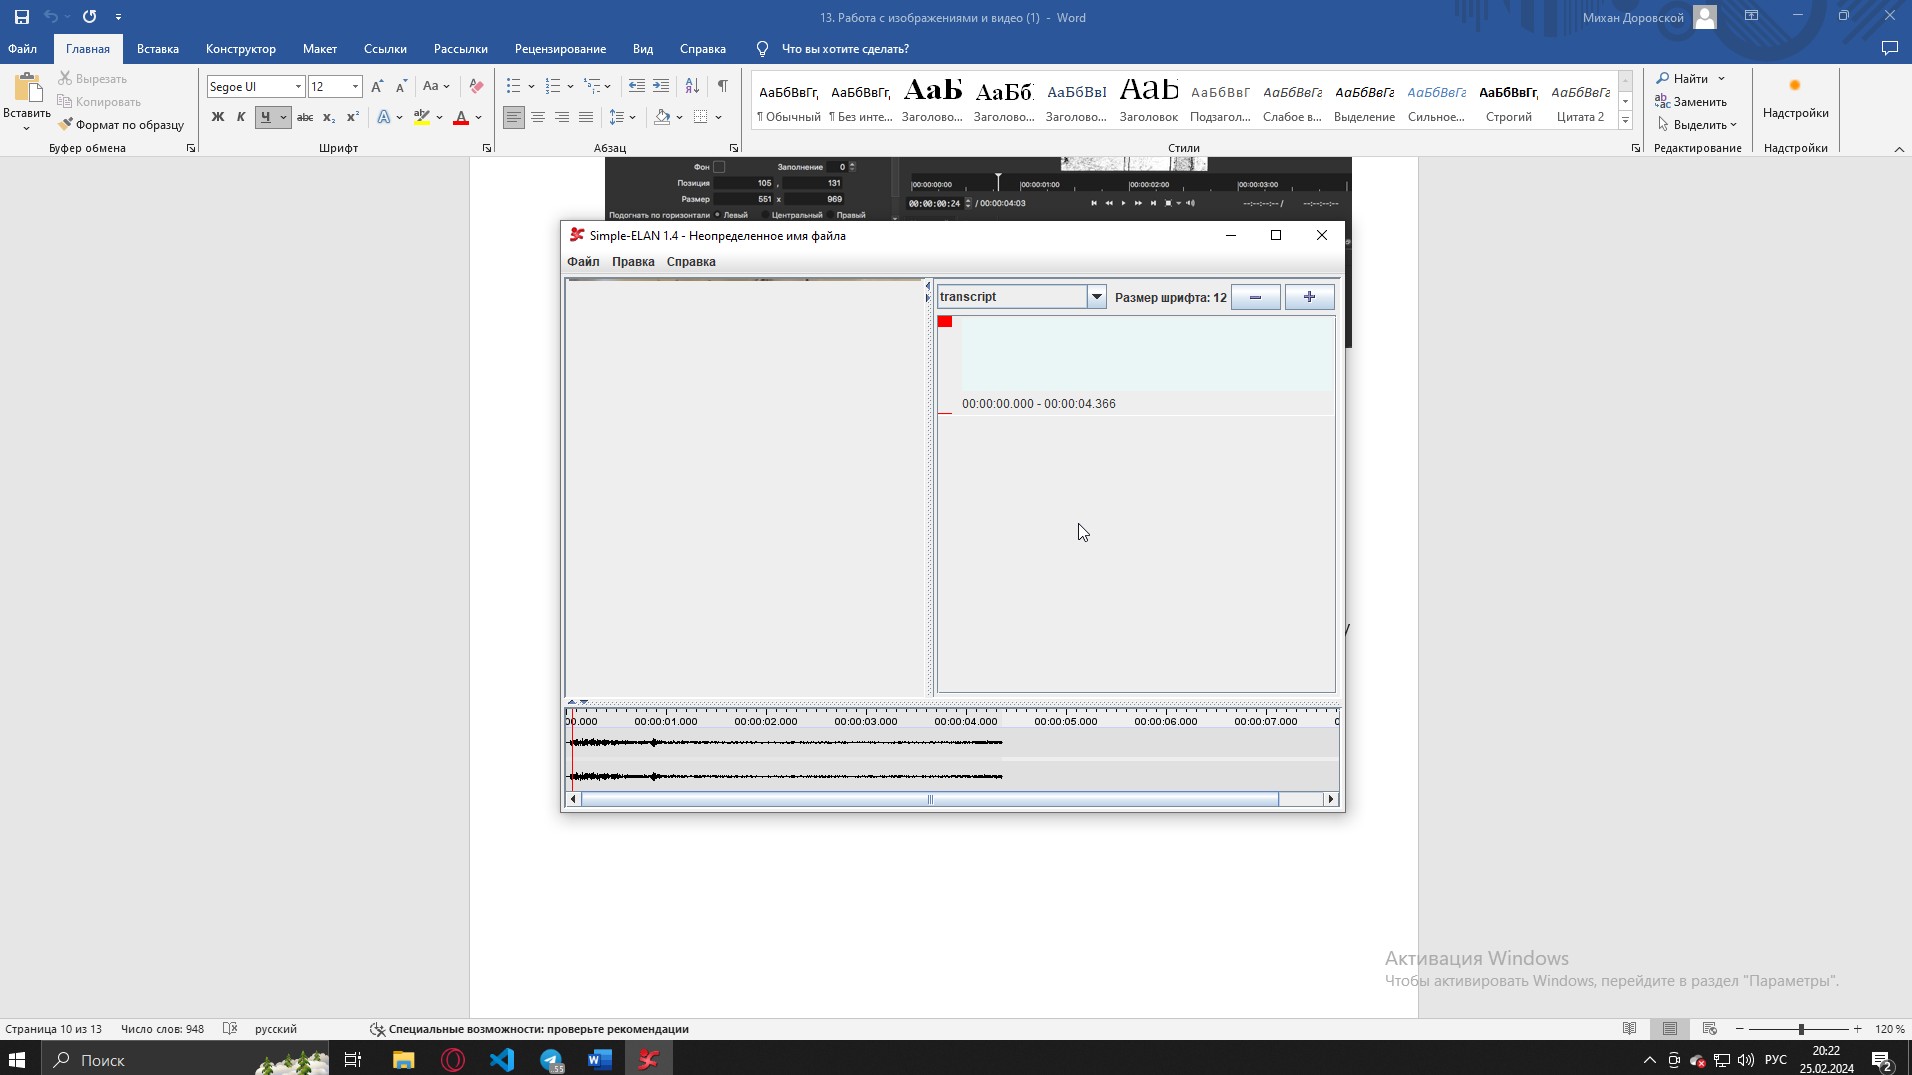 13. Работа с изображениями и видео (1) - Word
Михан Доровской
Файл Главная Вставка Конструктор Макет Ссылки Рассылки Рецензирование Вид Справка Что вы хотите сделать?
Вставить
Вырезать
Копировать
Формат по образцу
Буфер обмена
Segoe UI 12
Шрифт
Абзац
АаБбВвГг, АаБбВвГг, АаБ АаБб АаБбВвІ АаБ АаБбВвГ АаБбВвГг АаБбВвГг АаБбВвГг АаБбВвГг, АаБбВвГг
¶ Обычный ¶ Без инте... Заголово... Заголово... Заголово... Заголовок Подзагол... Слабое в... Выделение Сильное... Строгий Цитата 2
Стили
Найти
Заменить
Выделить
Редактирование
Надстройки
Надстройки
Фон Заполнение 0
Позиция 105 , 131
Размер 551 x 969
Подогнать по горизонтали Левый Центральный Правый
00:00:00:00 00:00:01:00 00:00:02:00 00:00:03:00
00:00:00:24 / 00:00:04:03 --:--:--:-- / --:--:--:--
Simple-ELAN 1.4 - Неопределенное имя файла
Файл Правка Справка
transcript Размер шрифта: 12
00:00:00.000 - 00:00:04.366
00.000 00:00:01.000 00:00:02.000 00:00:03.000 00:00:04.000 00:00:05.000 00:00:06.000 00:00:07.000
Активация Windows
Чтобы активировать Windows, перейдите в раздел "Параметры".
Страница 10 из 13 Число слов: 948 русский Специальные возможности: проверьте рекомендации 120 %
Поиск
55
РУС
20:22
25.02.2024
2